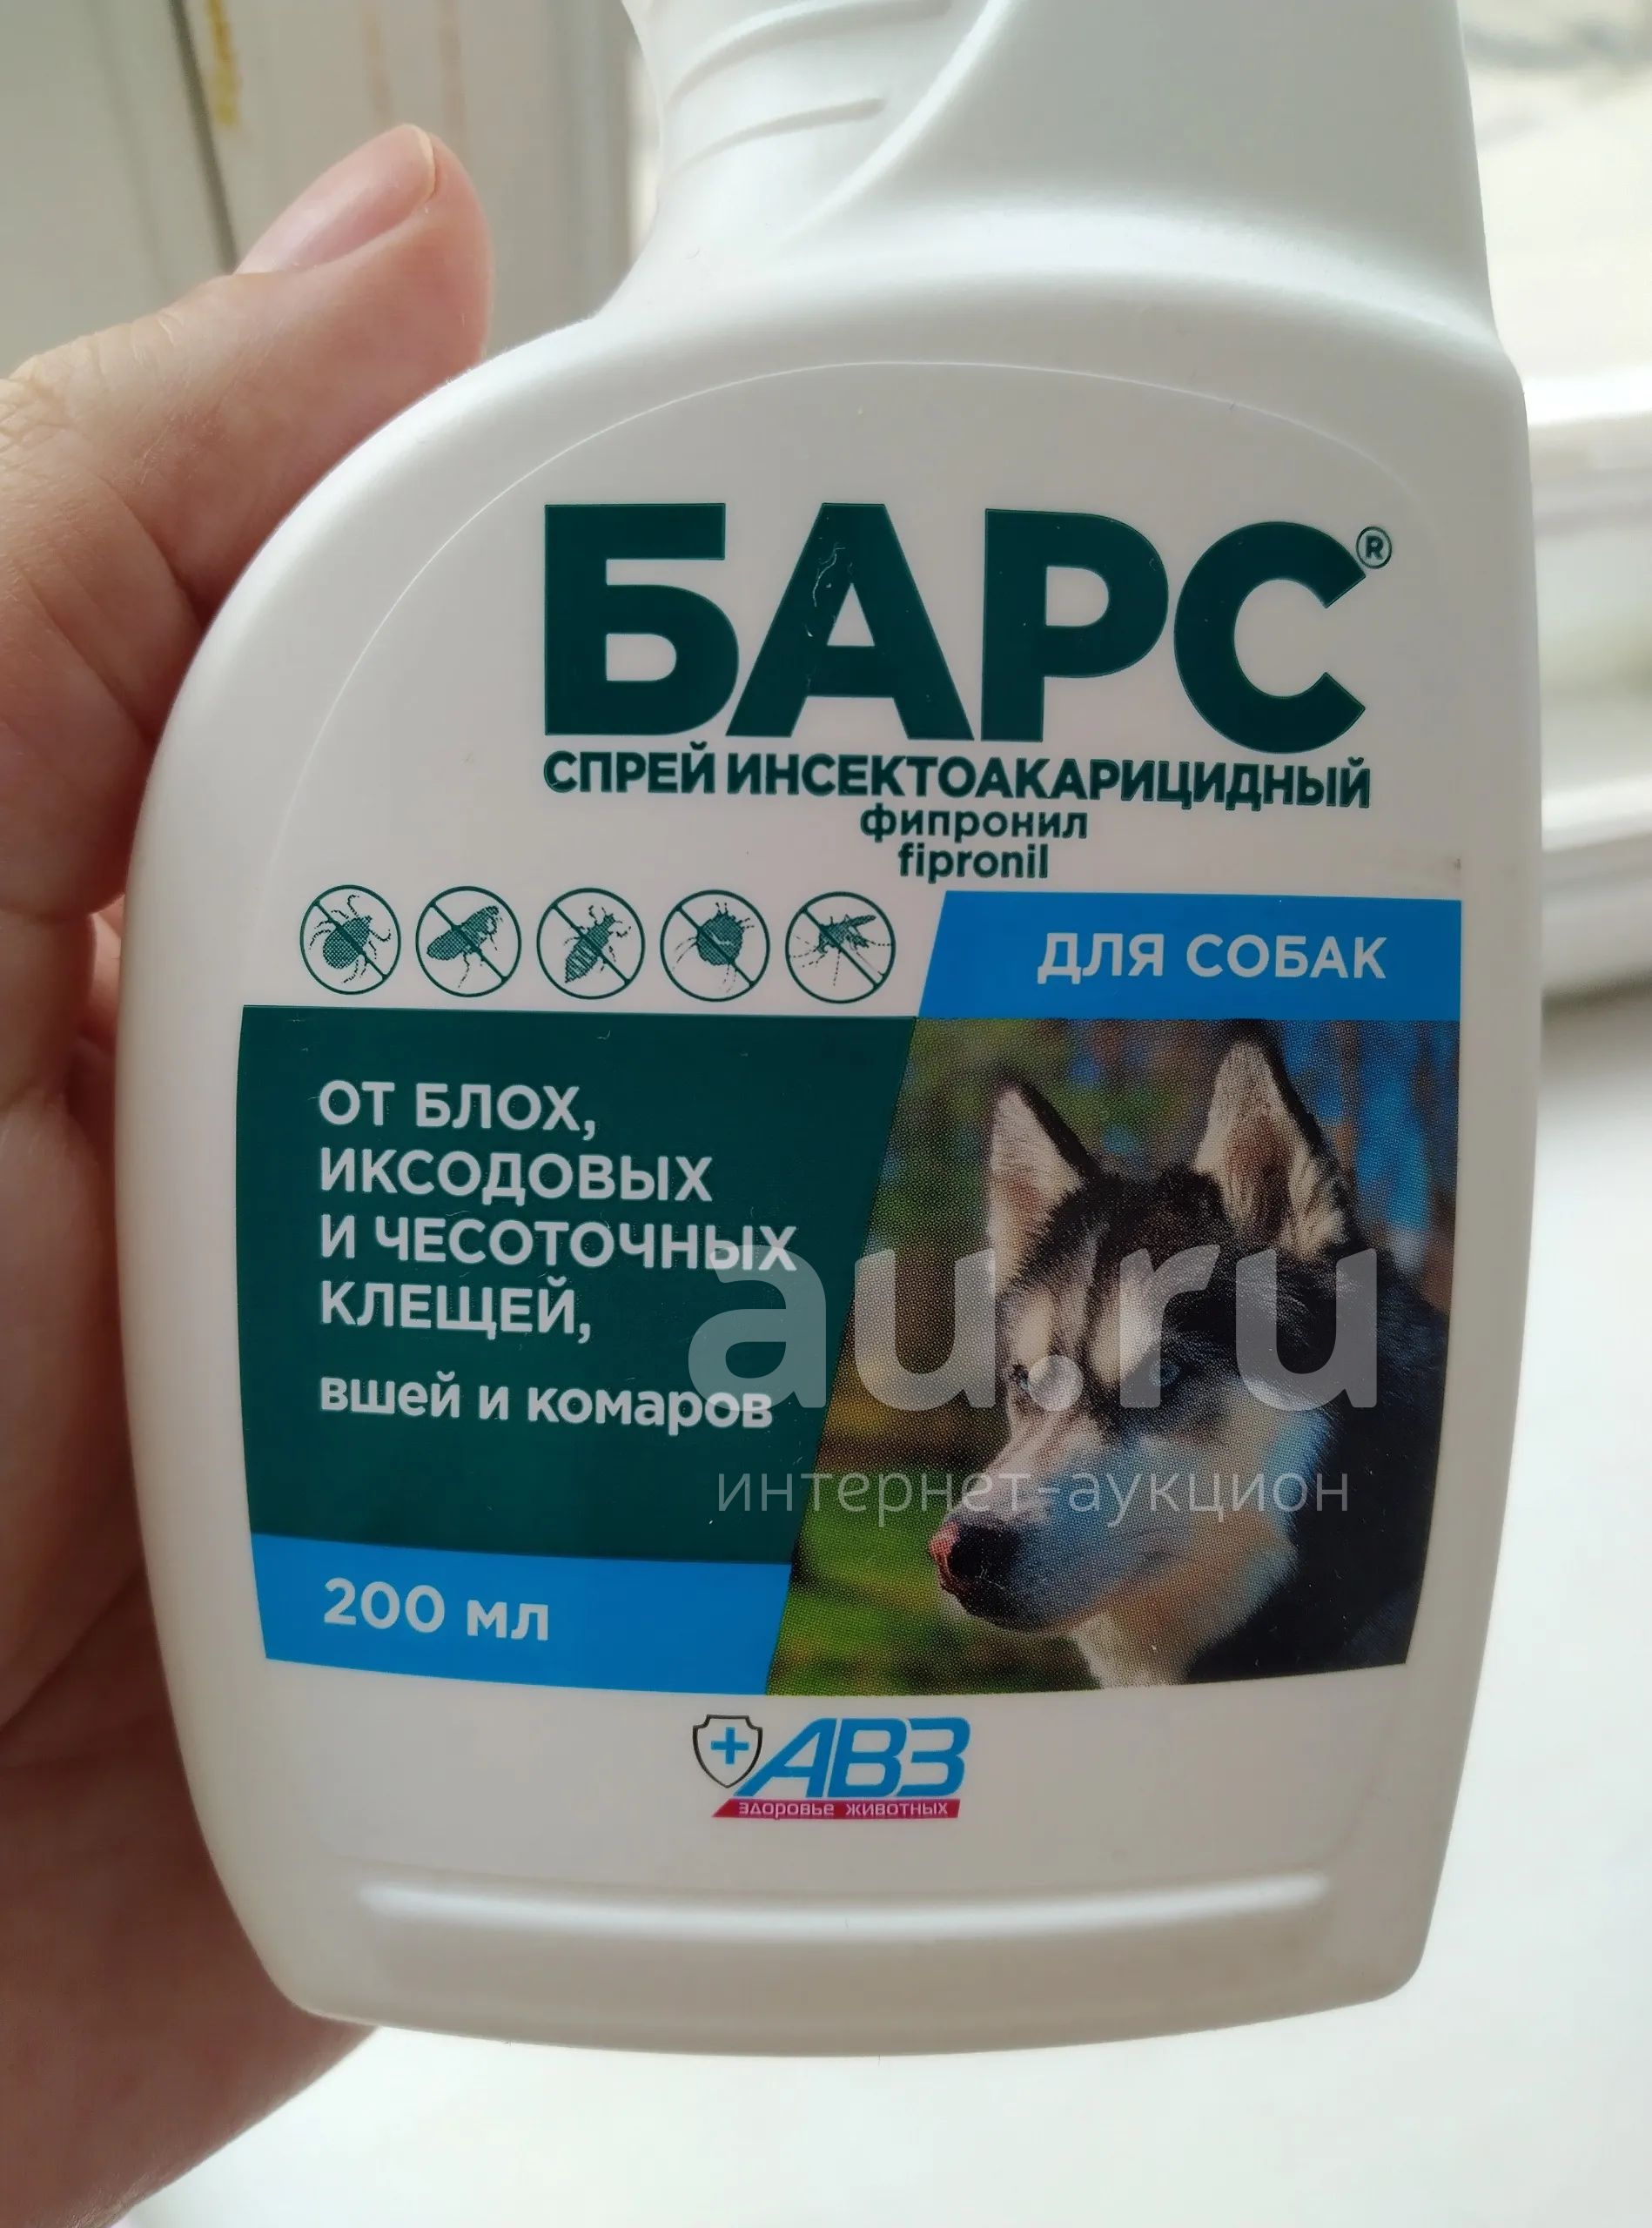 БАРС®
СПРЕЙ ИНСЕКТОАКАРИЦИДНЫЙ
фипронил
fipronil
ДЛЯ СОБАК
ОТ БЛОХ,
ИКСОДОВЫХ
И ЧЕСОТОЧНЫХ
КЛЕЩЕЙ,
вшей и комаров
au.ru
интернет-аукцион
200 мл
АВЗ
ЗДОРОВЬЕ ЖИВОТНЫХ